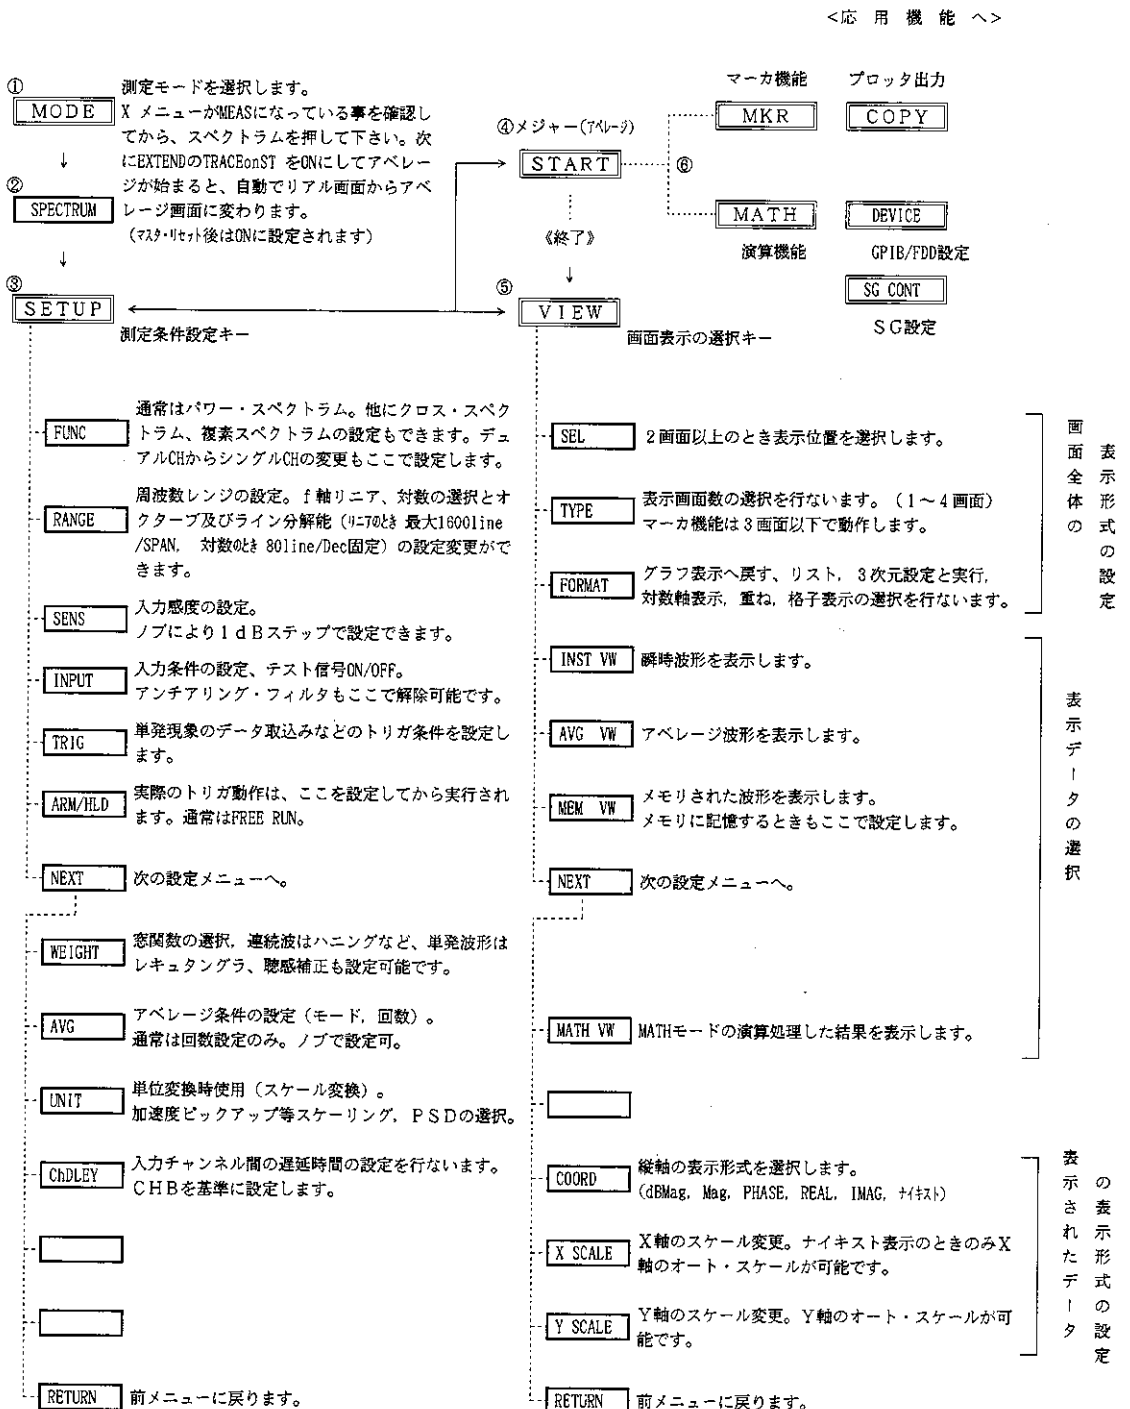 <応用機能へ>
①
MODE
測定モードを選択します。
X メニューがMEASになっている事を確認し
てから、スペクトラムを押して下さい。次
にEXTENDのTRACEonST をONにしてアベレー
ジが始まると、自動でリアル画面からアベ
レージ画面に変わります。
(マスタ・リセット後はONに設定されます)
↓
②
SPECTRUM
↓
③
SETUP
測定条件設定キー
④メジャー(アベレージ)
START
《終了》
↓
⑤
VIEW
画面表示の選択キー
⑥
マーカ機能
MKR
プロッタ出力
COPY
MATH
演算機能
DEVICE
GPIB/FDD設定
SG CONT
SG設定
FUNC
通常はパワー・スペクトラム。他にクロス・スペク
トラム、複素スペクトラムの設定もできます。デュ
アルCHからシングルCHの変更もここで設定します。
RANGE
周波数レンジの設定。f軸リニア、対数の選択とオ
クターブ及びライン分解能(リニアのとき 最大1600line
/SPAN, 対数のとき 80line/Dec固定)の設定変更がで
きます。
SENS
入力感度の設定。
ノブにより1dBステップで設定できます。
INPUT
入力条件の設定、テスト信号ON/OFF。
アンチアリング・フィルタもここで解除可能です。
TRIG
単発現象のデータ取込みなどのトリガ条件を設定し
ます。
ARM/HLD
実際のトリガ動作は、ここを設定してから実行され
ます。通常はFREE RUN。
NEXT
次の設定メニューへ。
WEIGHT
窓関数の選択, 連続波はハニングなど、単発波形は
レキュタングラ、聴感補正も設定可能です。
AVG
アベレージ条件の設定(モード, 回数)。
通常は回数設定のみ。ノブで設定可。
UNIT
単位変換時使用(スケール変換)。
加速度ピックアップ等スケーリング, PSDの選択。
ChDLEY
入力チャンネル間の遅延時間の設定を行ないます。
CHBを基準に設定します。
RETURN
前メニューに戻ります。
SEL
2画面以上のとき表示位置を選択します。
TYPE
表示画面数の選択を行ないます。(1〜4画面)
マーカ機能は3画面以下で動作します。
FORMAT
グラフ表示へ戻す、リスト, 3次元設定と実行,
対数軸表示, 重ね, 格子表示の選択を行ないます。
画面全体の
表示形式の設定
INST VW
瞬時波形を表示します。
AVG VW
アベレージ波形を表示します。
MEM VW
メモリされた波形を表示します。
メモリに記憶するときもここで設定します。
NEXT
次の設定メニューへ。
MATH VW
MATHモードの演算処理した結果を表示します。
表示データの選択
COORD
縦軸の表示形式を選択します。
(dBMag, Mag, PHASE, REAL, IMAG, ナイキスト)
X SCALE
X軸のスケール変更。ナイキスト表示のときのみX
軸のオート・スケールが可能です。
Y SCALE
Y軸のスケール変更。Y軸のオート・スケールが可
能です。
表示されたデータ
の表示形式の設定
RETURN
前メニューに戻ります。